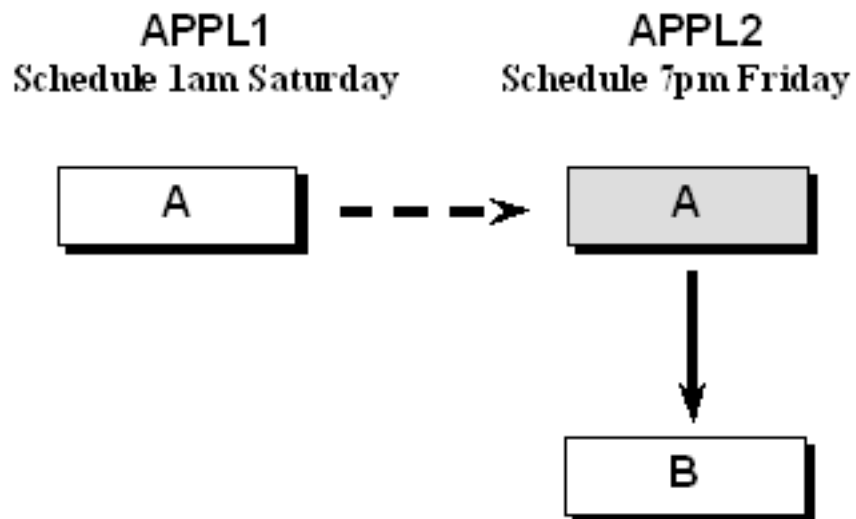 APPL1
Schedule 1am Saturday
APPL2
Schedule 7pm Friday
A
A
B